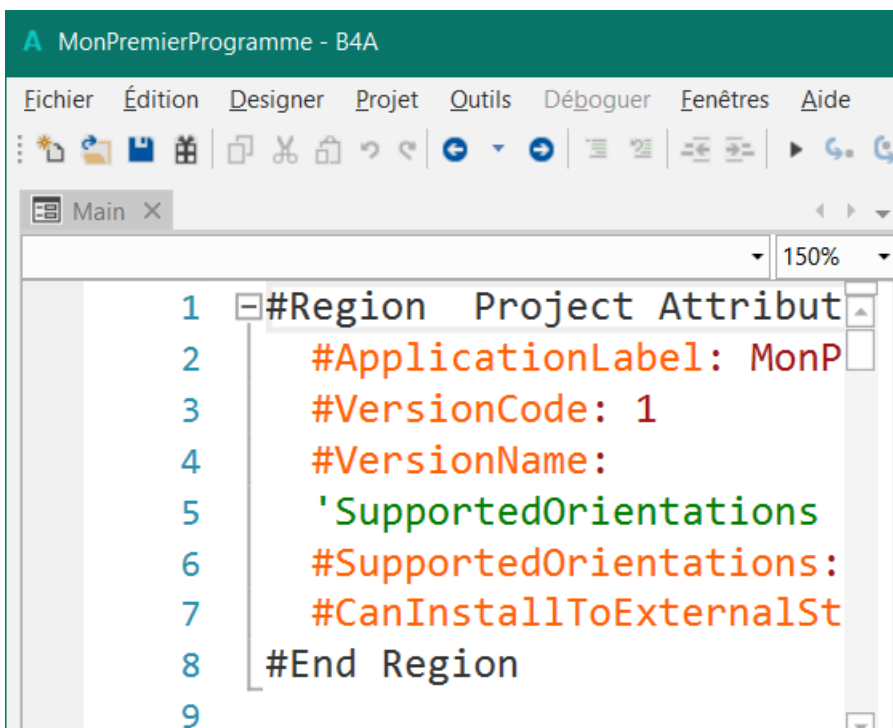 A MonPremierProgramme - B4A
Fichier Édition Designer Projet Outils Déboguer Fenêtres Aide
Main
150%
1 #Region  Project Attribut
2 #ApplicationLabel: MonP
3 #VersionCode: 1
4 #VersionName:
5 'SupportedOrientations
6 #SupportedOrientations:
7 #CanInstallToExternalSt
8 #End Region
9